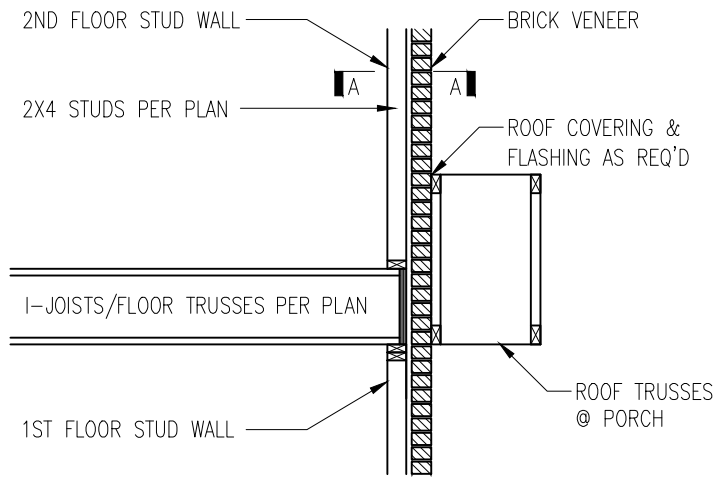 2ND FLOOR STUD WALL
BRICK VENEER
A
A
2X4 STUDS PER PLAN
ROOF COVERING &
FLASHING AS REQ'D
I-JOISTS/FLOOR TRUSSES PER PLAN
ROOF TRUSSES
@ PORCH
1ST FLOOR STUD WALL